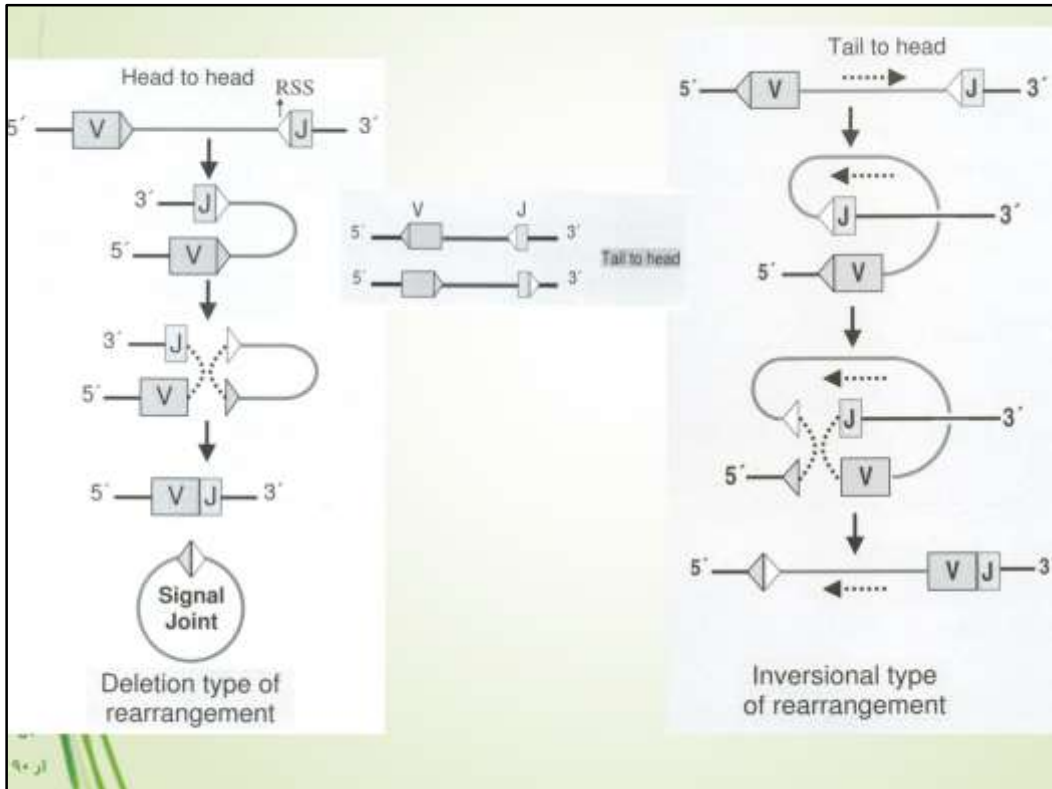 Head to head
RSS
5´ V J 3´
3´ J
5´ V
3´ J
5´ V
5´ V J 3´
Signal
Joint
Deletion type of
rearrangement
V J
5´ 3´
5´ 3´
Tail to head
Tail to head
5´ V J 3´
J 3´
5´ V
J 3´
5´ V
5´ V J 3´
Inversional type
of rearrangement
از ۹۰